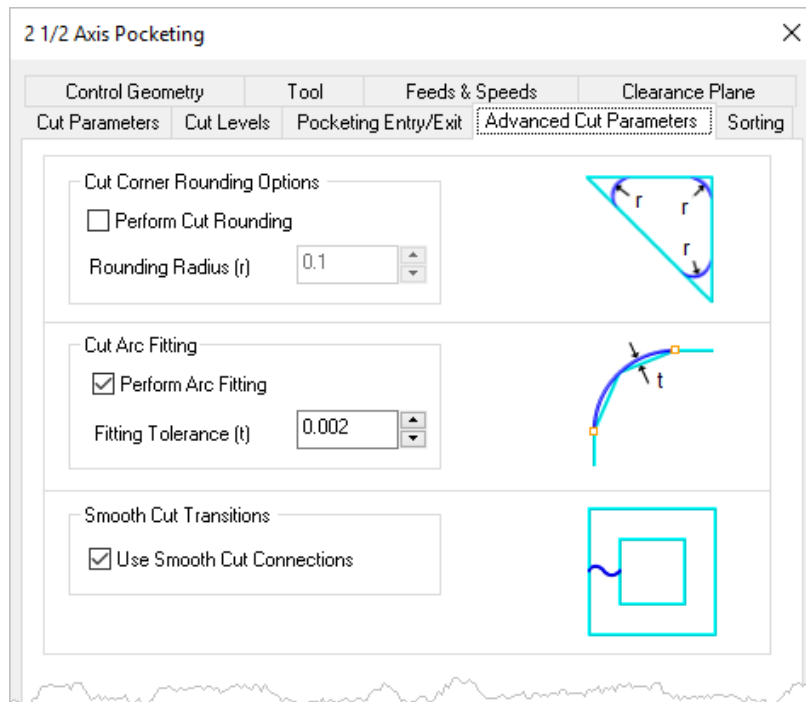 2 1/2 Axis Pocketing
Control Geometry Tool Feeds & Speeds Clearance Plane
Cut Parameters Cut Levels Pocketing Entry/Exit Advanced Cut Parameters Sorting
Cut Corner Rounding Options
Perform Cut Rounding
Rounding Radius (r) 0.1
r
r
r
Cut Arc Fitting
Perform Arc Fitting
Fitting Tolerance (t) 0.002
t
Smooth Cut Transitions
Use Smooth Cut Connections